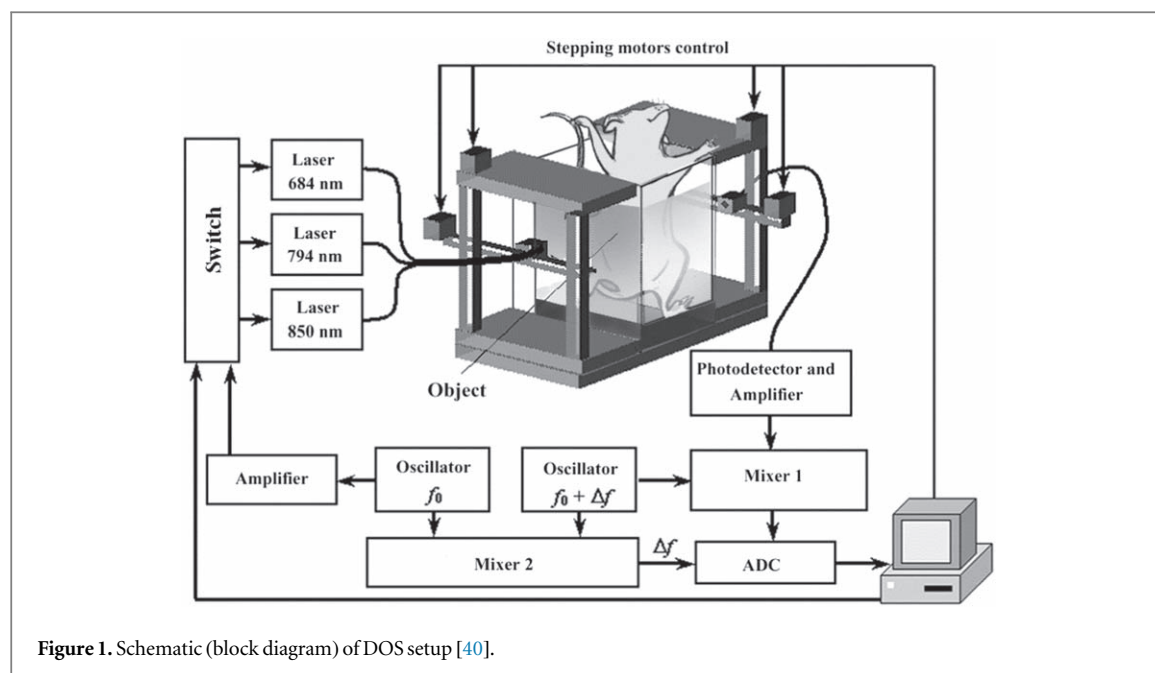 Stepping motors control
Switch
Laser
684 nm
Laser
794 nm
Laser
850 nm
Object
Photodetector and
Amplifier
Amplifier
Oscillator
f₀
Oscillator
f₀ + Δf
Mixer 1
Mixer 2
Δf
ADC
Figure 1. Schematic (block diagram) of DOS setup [40].